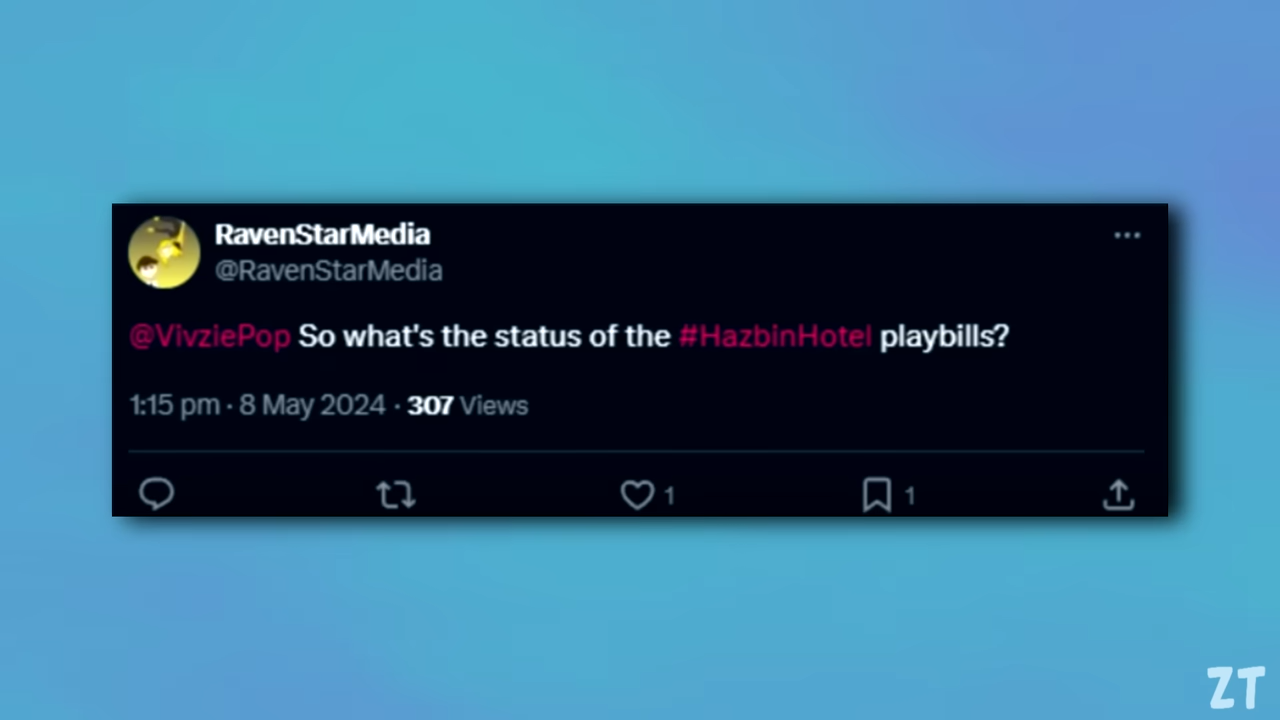 RavenStarMedia
@RavenStarMedia
@VivziePop So what's the status of the #HazbinHotel playbills?
1:15 pm · 8 May 2024 · 307 Views
1 1
ZT